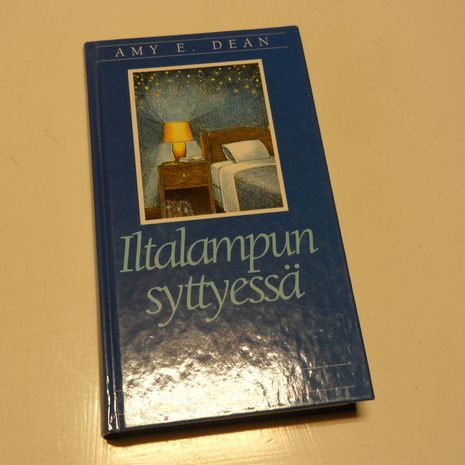 AMY E. DEAN
Iltalampun
syttyessä